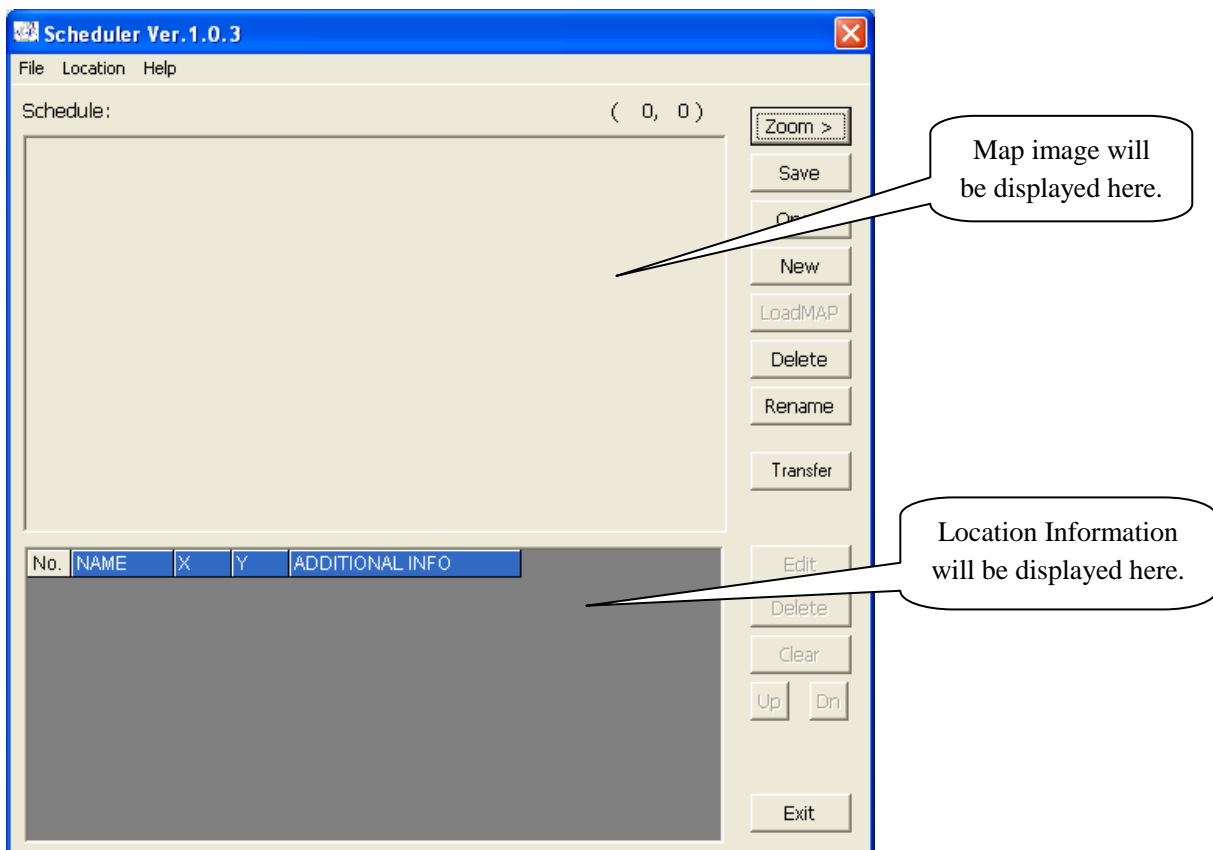 Scheduler Ver.1.0.3
File Location Help
Schedule: ( 0, 0 )
Zoom >
Map image will
be displayed here.
Save
New
LoadMAP
Delete
Rename
Transfer
Location Information
will be displayed here.
No. NAME X Y ADDITIONAL INFO
Edit
Delete
Clear
Up Dn
Exit